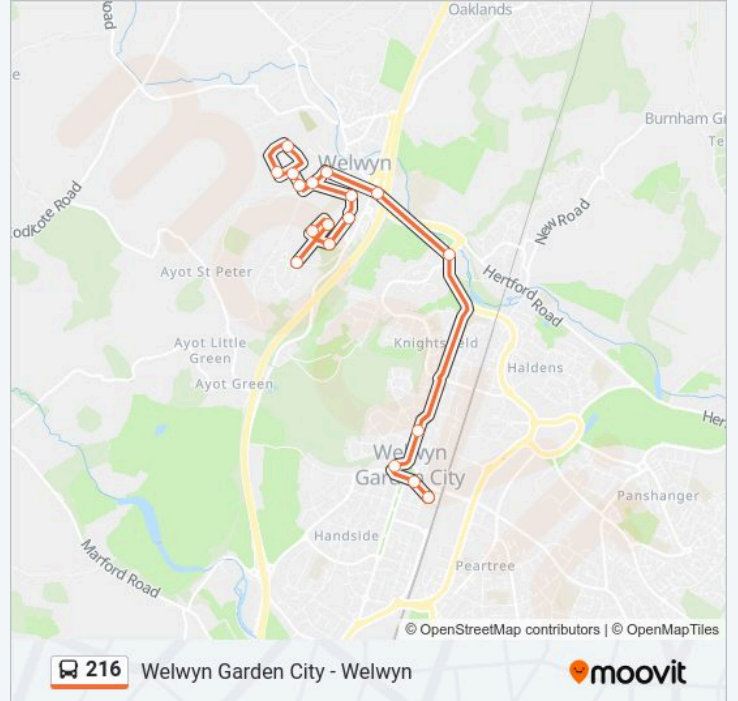 Oaklands
Road
Burnham Gr
Te
Welwyn
odicote Road
New Road
Ayot St Peter
Hertford Road
Ayot Little
Green
Knightsfield
Haldens
Ayot Green
Her
Welwyn
Garden City
Panshanger
Handside
Marford Road
Peartree
© OpenStreetMap contributors | © OpenMapTiles
216 Welwyn Garden City - Welwyn
moovit